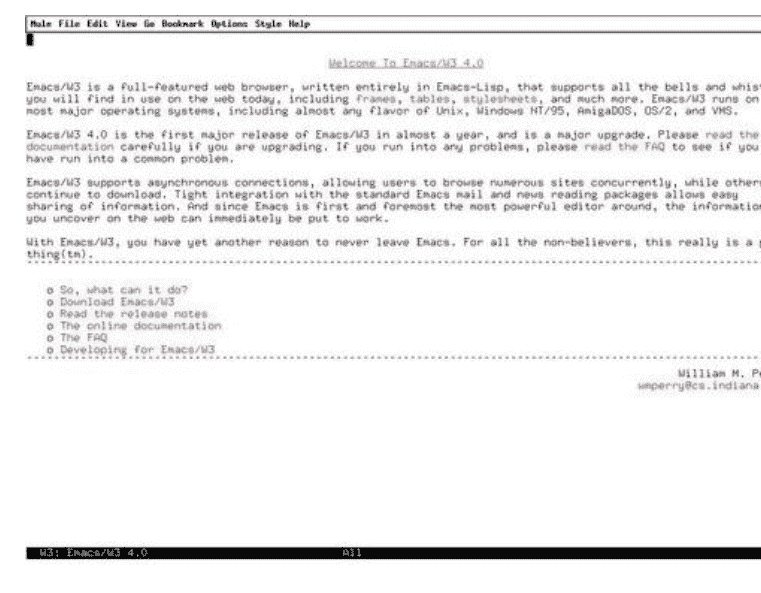 Mule File Edit View Go Bookmark Options Style Help
Welcome To Emacs/W3 4.0
Emacs/W3 is a full-featured web browser, written entirely in Emacs-Lisp, that supports all the bells and
you will find in use on the web today, including frames, tables, stylesheets, and much more. Emacs/W3 runs on
most major operating systems, including almost any flavor of Unix, Windows NT/95, AmigaDOS, OS/2, and VMS.
Emacs/W3 4.0 is the first major release of Emacs/W3 in almost a year, and is a major upgrade. Please read the
documentation carefully if you are upgrading. If you run into any problems, please read the FAQ to see if you
have run into a common problem.
Emacs/W3 supports asynchronous connections, allowing users to browse numerous sites concurrently, while others
continue to download. Tight integration with the standard Emacs mail and news reading packages allows easy
sharing of information. And since Emacs is first and foremost the most powerful editor around, the information
you uncover on the web can immediately be put to work.
With Emacs/W3, you have yet another reason to never leave Emacs. For all the non-believers, this really is a
thing(tm).
o So, what can it do?
o Download Emacs/W3
o Read the release notes
o The online documentation
o The FAQ
o Developing for Emacs/W3
William M.
wmperry@cs.indiana
W3: Emacs/W3 4.0 All